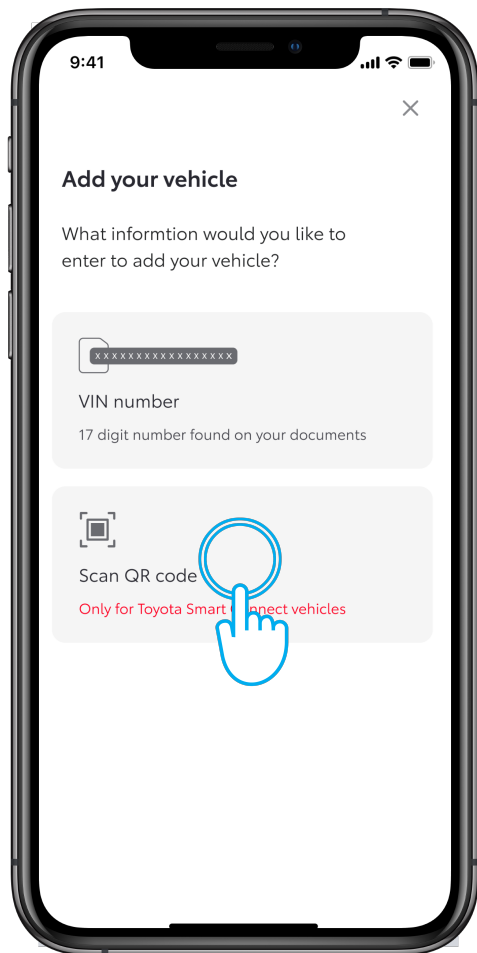 9:41
Add your vehicle
What informtion would you like to
enter to add your vehicle?
x x x x x x x x x x x x x x x x x
VIN number
17 digit number found on your documents
Scan QR code
Only for Toyota Smart Connect vehicles